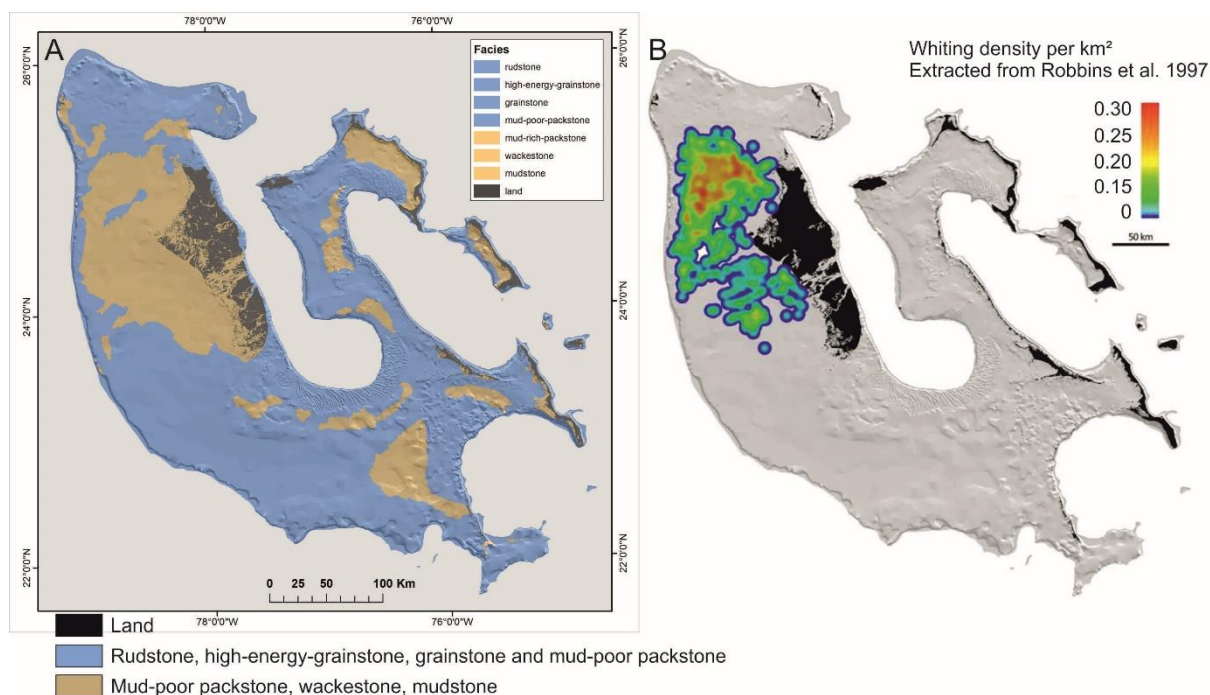 78°0'0"W
76°0'0"W
A
26°0'0"N
26°0'0"N
Facies
rudstone
high-energy-grainstone
grainstone
mud-poor-packstone
mud-rich-packstone
wackestone
mudstone
land
24°0'0"N
24°0'0"N
22°0'0"N
22°0'0"N
0 25 50 100 Km
78°0'0"W
76°0'0"W
B
Whiting density per km²
Extracted from Robbins et al. 1997
0.30
0.30
0.20
0.15
0
50 km
Land
Rudstone, high-energy-grainstone, grainstone and mud-poor packstone
Mud-poor packstone, wackestone, mudstone